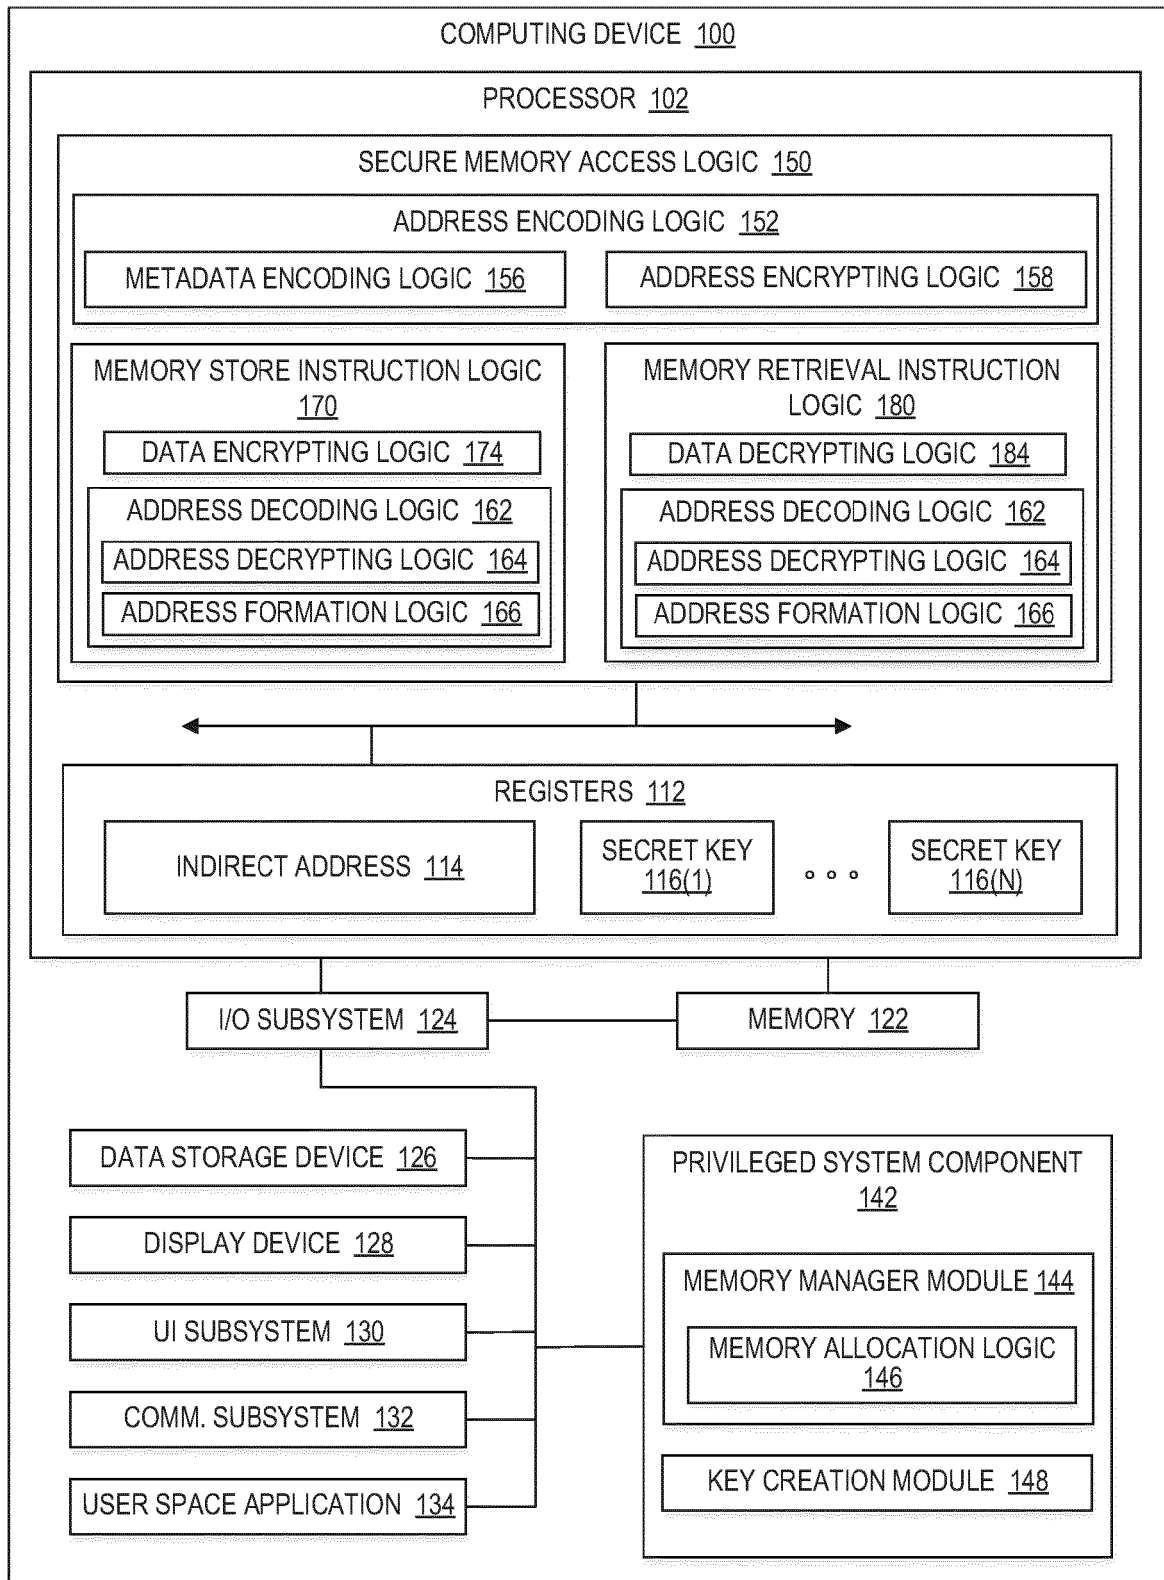 COMPUTING DEVICE 100
PROCESSOR 102
SECURE MEMORY ACCESS LOGIC 150
ADDRESS ENCODING LOGIC 152
METADATA ENCODING LOGIC 156
ADDRESS ENCRYPTING LOGIC 158
MEMORY STORE INSTRUCTION LOGIC
170
DATA ENCRYPTING LOGIC 174
ADDRESS DECODING LOGIC 162
ADDRESS DECRYPTING LOGIC 164
ADDRESS FORMATION LOGIC 166
MEMORY RETRIEVAL INSTRUCTION
LOGIC 180
DATA DECRYPTING LOGIC 184
ADDRESS DECODING LOGIC 162
ADDRESS DECRYPTING LOGIC 164
ADDRESS FORMATION LOGIC 166
REGISTERS 112
INDIRECT ADDRESS 114
SECRET KEY
116(1)
SECRET KEY
116(N)
I/O SUBSYSTEM 124
MEMORY 122
DATA STORAGE DEVICE 126
DISPLAY DEVICE 128
UI SUBSYSTEM 130
COMM. SUBSYSTEM 132
USER SPACE APPLICATION 134
PRIVILEGED SYSTEM COMPONENT
142
MEMORY MANAGER MODULE 144
MEMORY ALLOCATION LOGIC
146
KEY CREATION MODULE 148